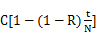 C[1 − (1 − R) t/N]